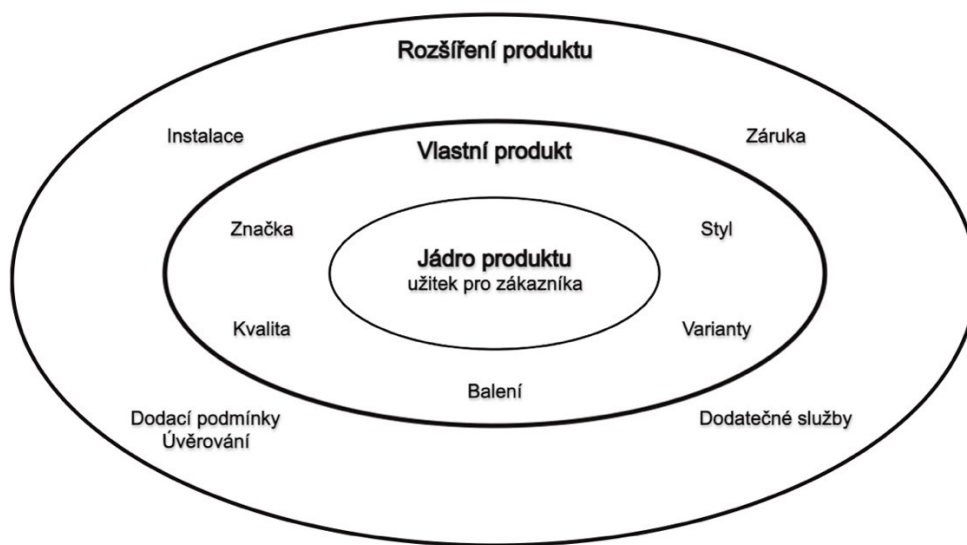 Rozšíření produktu
Instalace
Záruka
Vlastní produkt
Značka
Styl
Jádro produktu
užitek pro zákazníka
Kvalita
Varianty
Balení
Dodací podmínky
Úvěrování
Dodatečné služby